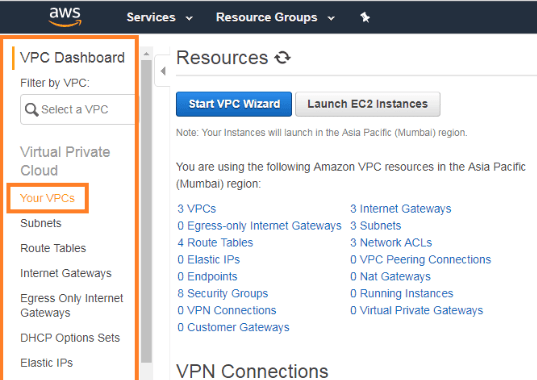 aws
Services
Resource Groups
VPC Dashboard
Filter by VPC:
Select a VPC
Virtual Private
Cloud
Your VPCs
Subnets
Route Tables
Internet Gateways
Egress Only Internet
Gateways
DHCP Options Sets
Elastic IPs
Resources
Start VPC Wizard
Launch EC2 Instances
Note: Your Instances will launch in the Asia Pacific (Mumbai) region.
You are using the following Amazon VPC resources in the Asia Pacific
(Mumbai) region:
3 VPCs
3 Internet Gateways
0 Egress-only Internet Gateways
3 Subnets
4 Route Tables
3 Network ACLs
0 Elastic IPs
0 VPC Peering Connections
0 Endpoints
0 Nat Gateways
8 Security Groups
0 Running Instances
0 VPN Connections
0 Virtual Private Gateways
0 Customer Gateways
VPN Connections